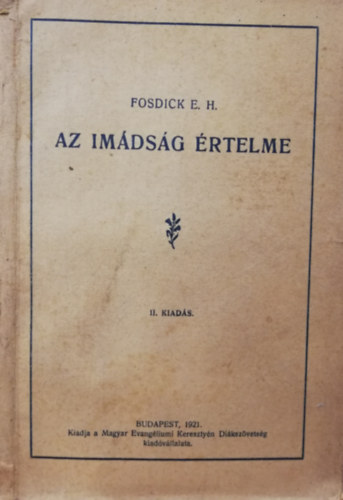 FOSDICK E. H.
AZ IMÁDSÁG ÉRTELME
II. KIADÁS.
BUDAPEST, 1921.
Kiadja a Magyar Evangéliumi Keresztyén Diákszövetség
kiadóvállalata.